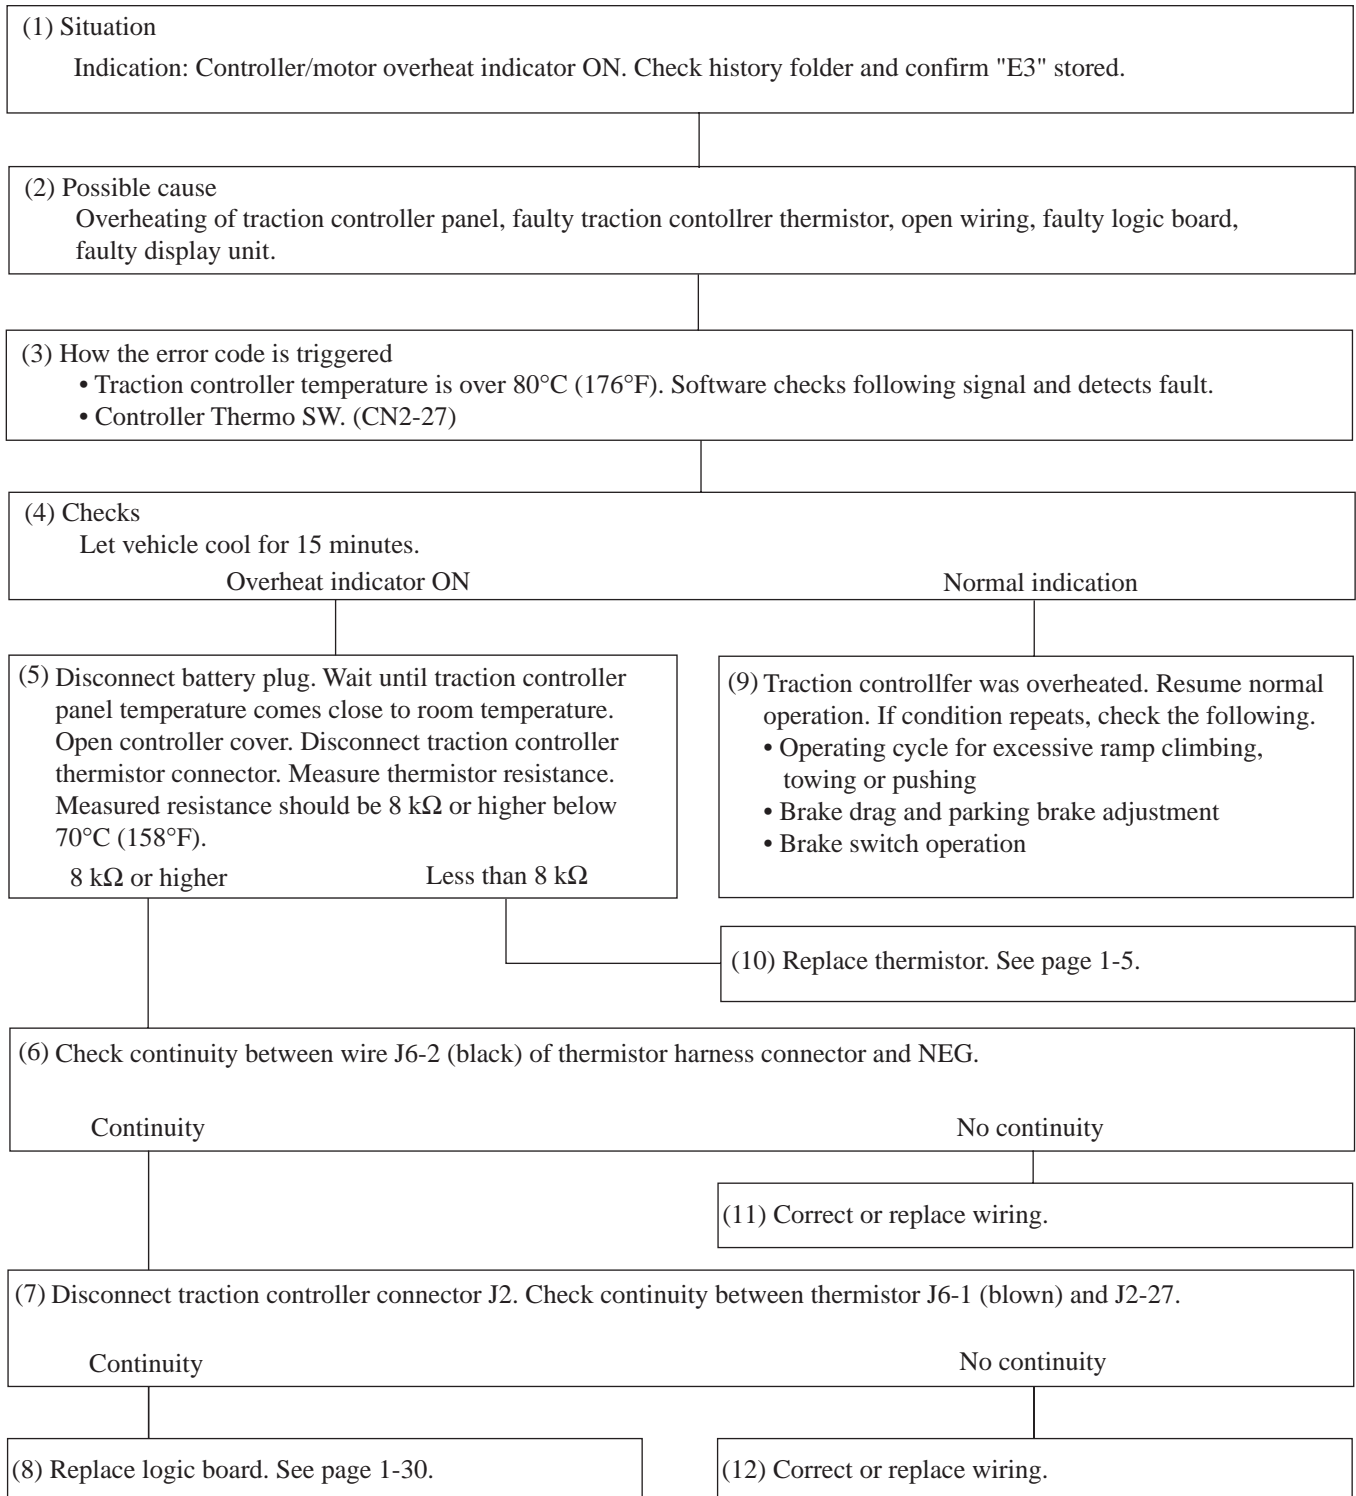 (1) Situation
Indication: Controller/motor overheat indicator ON. Check history folder and confirm "E3" stored.
(2) Possible cause
Overheating of traction controller panel, faulty traction contollrer thermistor, open wiring, faulty logic board,
faulty display unit.
(3) How the error code is triggered
• Traction controller temperature is over 80°C (176°F). Software checks following signal and detects fault.
• Controller Thermo SW. (CN2-27)
(4) Checks
Let vehicle cool for 15 minutes.
Overheat indicator ON
Normal indication
(5) Disconnect battery plug. Wait until traction controller
panel temperature comes close to room temperature.
Open controller cover. Disconnect traction controller
thermistor connector. Measure thermistor resistance.
Measured resistance should be 8 kΩ or higher below
70°C (158°F).
8 kΩ or higher
Less than 8 kΩ
(9) Traction controllfer was overheated. Resume normal
operation. If condition repeats, check the following.
• Operating cycle for excessive ramp climbing,
towing or pushing
• Brake drag and parking brake adjustment
• Brake switch operation
(10) Replace thermistor. See page 1-5.
(6) Check continuity between wire J6-2 (black) of thermistor harness connector and NEG.
Continuity
No continuity
(11) Correct or replace wiring.
(7) Disconnect traction controller connector J2. Check continuity between thermistor J6-1 (blown) and J2-27.
Continuity
No continuity
(8) Replace logic board. See page 1-30.
(12) Correct or replace wiring.